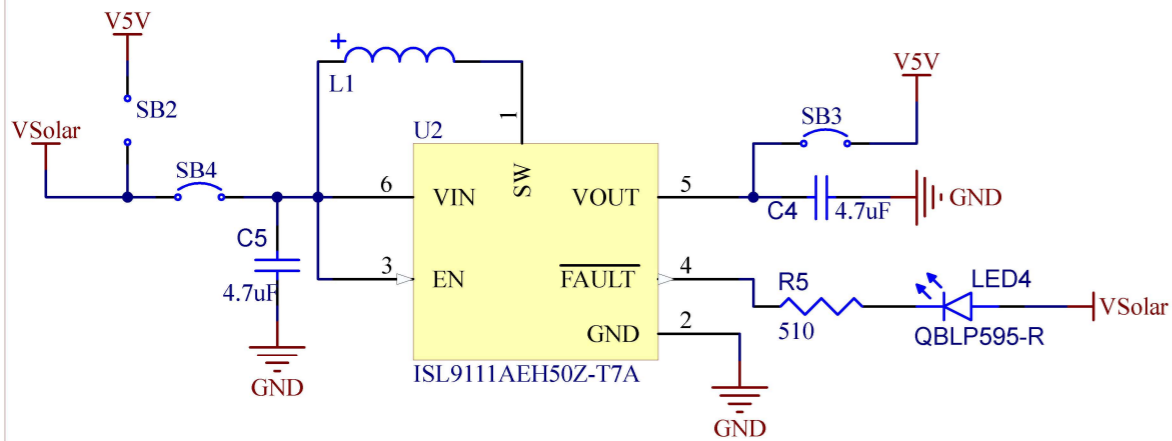 V5V
SB2
VSolar
SB4
C5
4.7uF
GND
+
L1
1
SW
U2
6
VIN
3
EN
VOUT
5
FAULT
4
GND
2
ISL9111AEH50Z-T7A
GND
V5V
SB3
C4
4.7uF
GND
R5
510
LED4
QBLP595-R
VSolar